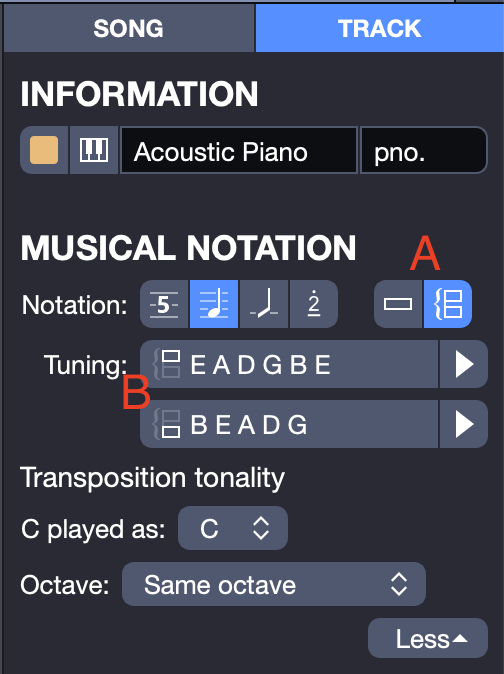 SONG TRACK
INFORMATION
Acoustic Piano pno.
MUSICAL NOTATION A
Notation: 5 2
Tuning: E A D G B E
B B E A D G
Transposition tonality
C played as: C
Octave: Same octave
Less